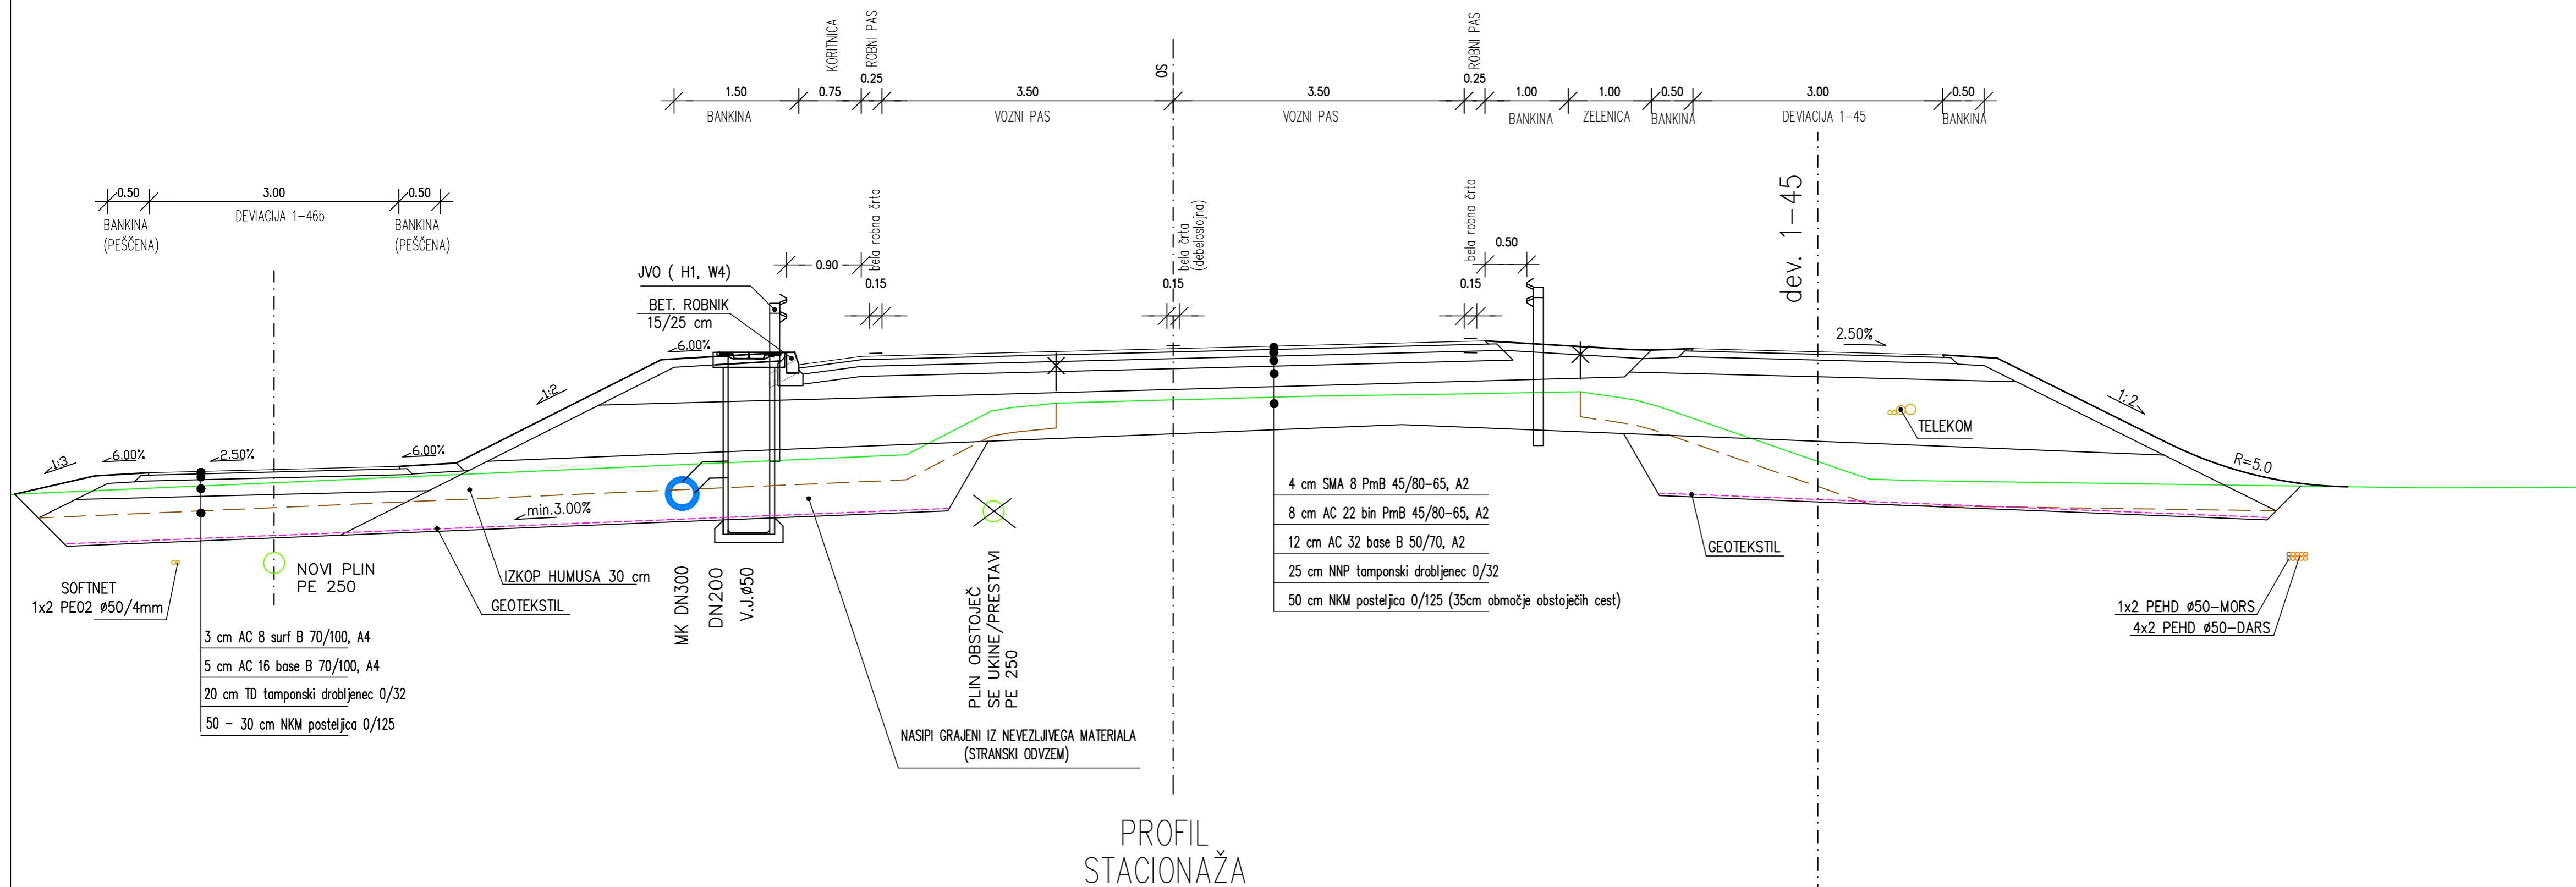 KORITNICA
ROBNI PAS
OS
ROBNI PAS
1.50
0.75
0.25
3.50
3.50
0.25
1.00
1.00
0.50
3.00
0.50
BANKINA
VOZNI PAS
VOZNI PAS
BANKINA
ZELENICA
BANKINA
DEVIACIJA 1-45
BANKINA
0.50
3.00
0.50
BANKINA
(PEŠČENA)
DEVIACIJA 1-46b
BANKINA
(PEŠČENA)
bela robna črta
bela črta
(debeloslojna)
bela robna črta
dev. 1-45
0.90
0.15
0.15
0.15
0.50
JVO ( H1, W4)
BET. ROBNIK
15/25 cm
6.00%
2.50%
1:2
1:2
1:3
6.00%
2.50%
6.00%
R=5.0
TELEKOM
min.3.00%
SOFTNET
1x2 PE02 ø50/4mm
NOVI PLIN
PE 250
IZKOP HUMUSA 30 cm
GEOTEKSTIL
MK DN300
DN200
V.J.ø50
PLIN OBSTOJEČ
SE UKINE/PRESTAVI
PE 250
4 cm SMA 8 PmB 45/80-65, A2
8 cm AC 22 bin PmB 45/80-65, A2
12 cm AC 32 base B 50/70, A2
25 cm NNP tamponski drobljenec 0/32
50 cm NKM posteljica 0/125 (35cm območje obstoječih cest)
GEOTEKSTIL
1x2 PEHD ø50-MORS
4x2 PEHD ø50-DARS
3 cm AC 8 surf B 70/100, A4
5 cm AC 16 base B 70/100, A4
20 cm TD tamponski drobljenec 0/32
50 - 30 cm NKM posteljica 0/125
NASIPI GRAJENI IZ NEVEZLJIVEGA MATERIALA
(STRANSKI ODVZEM)
PROFIL
STACIONAŽA